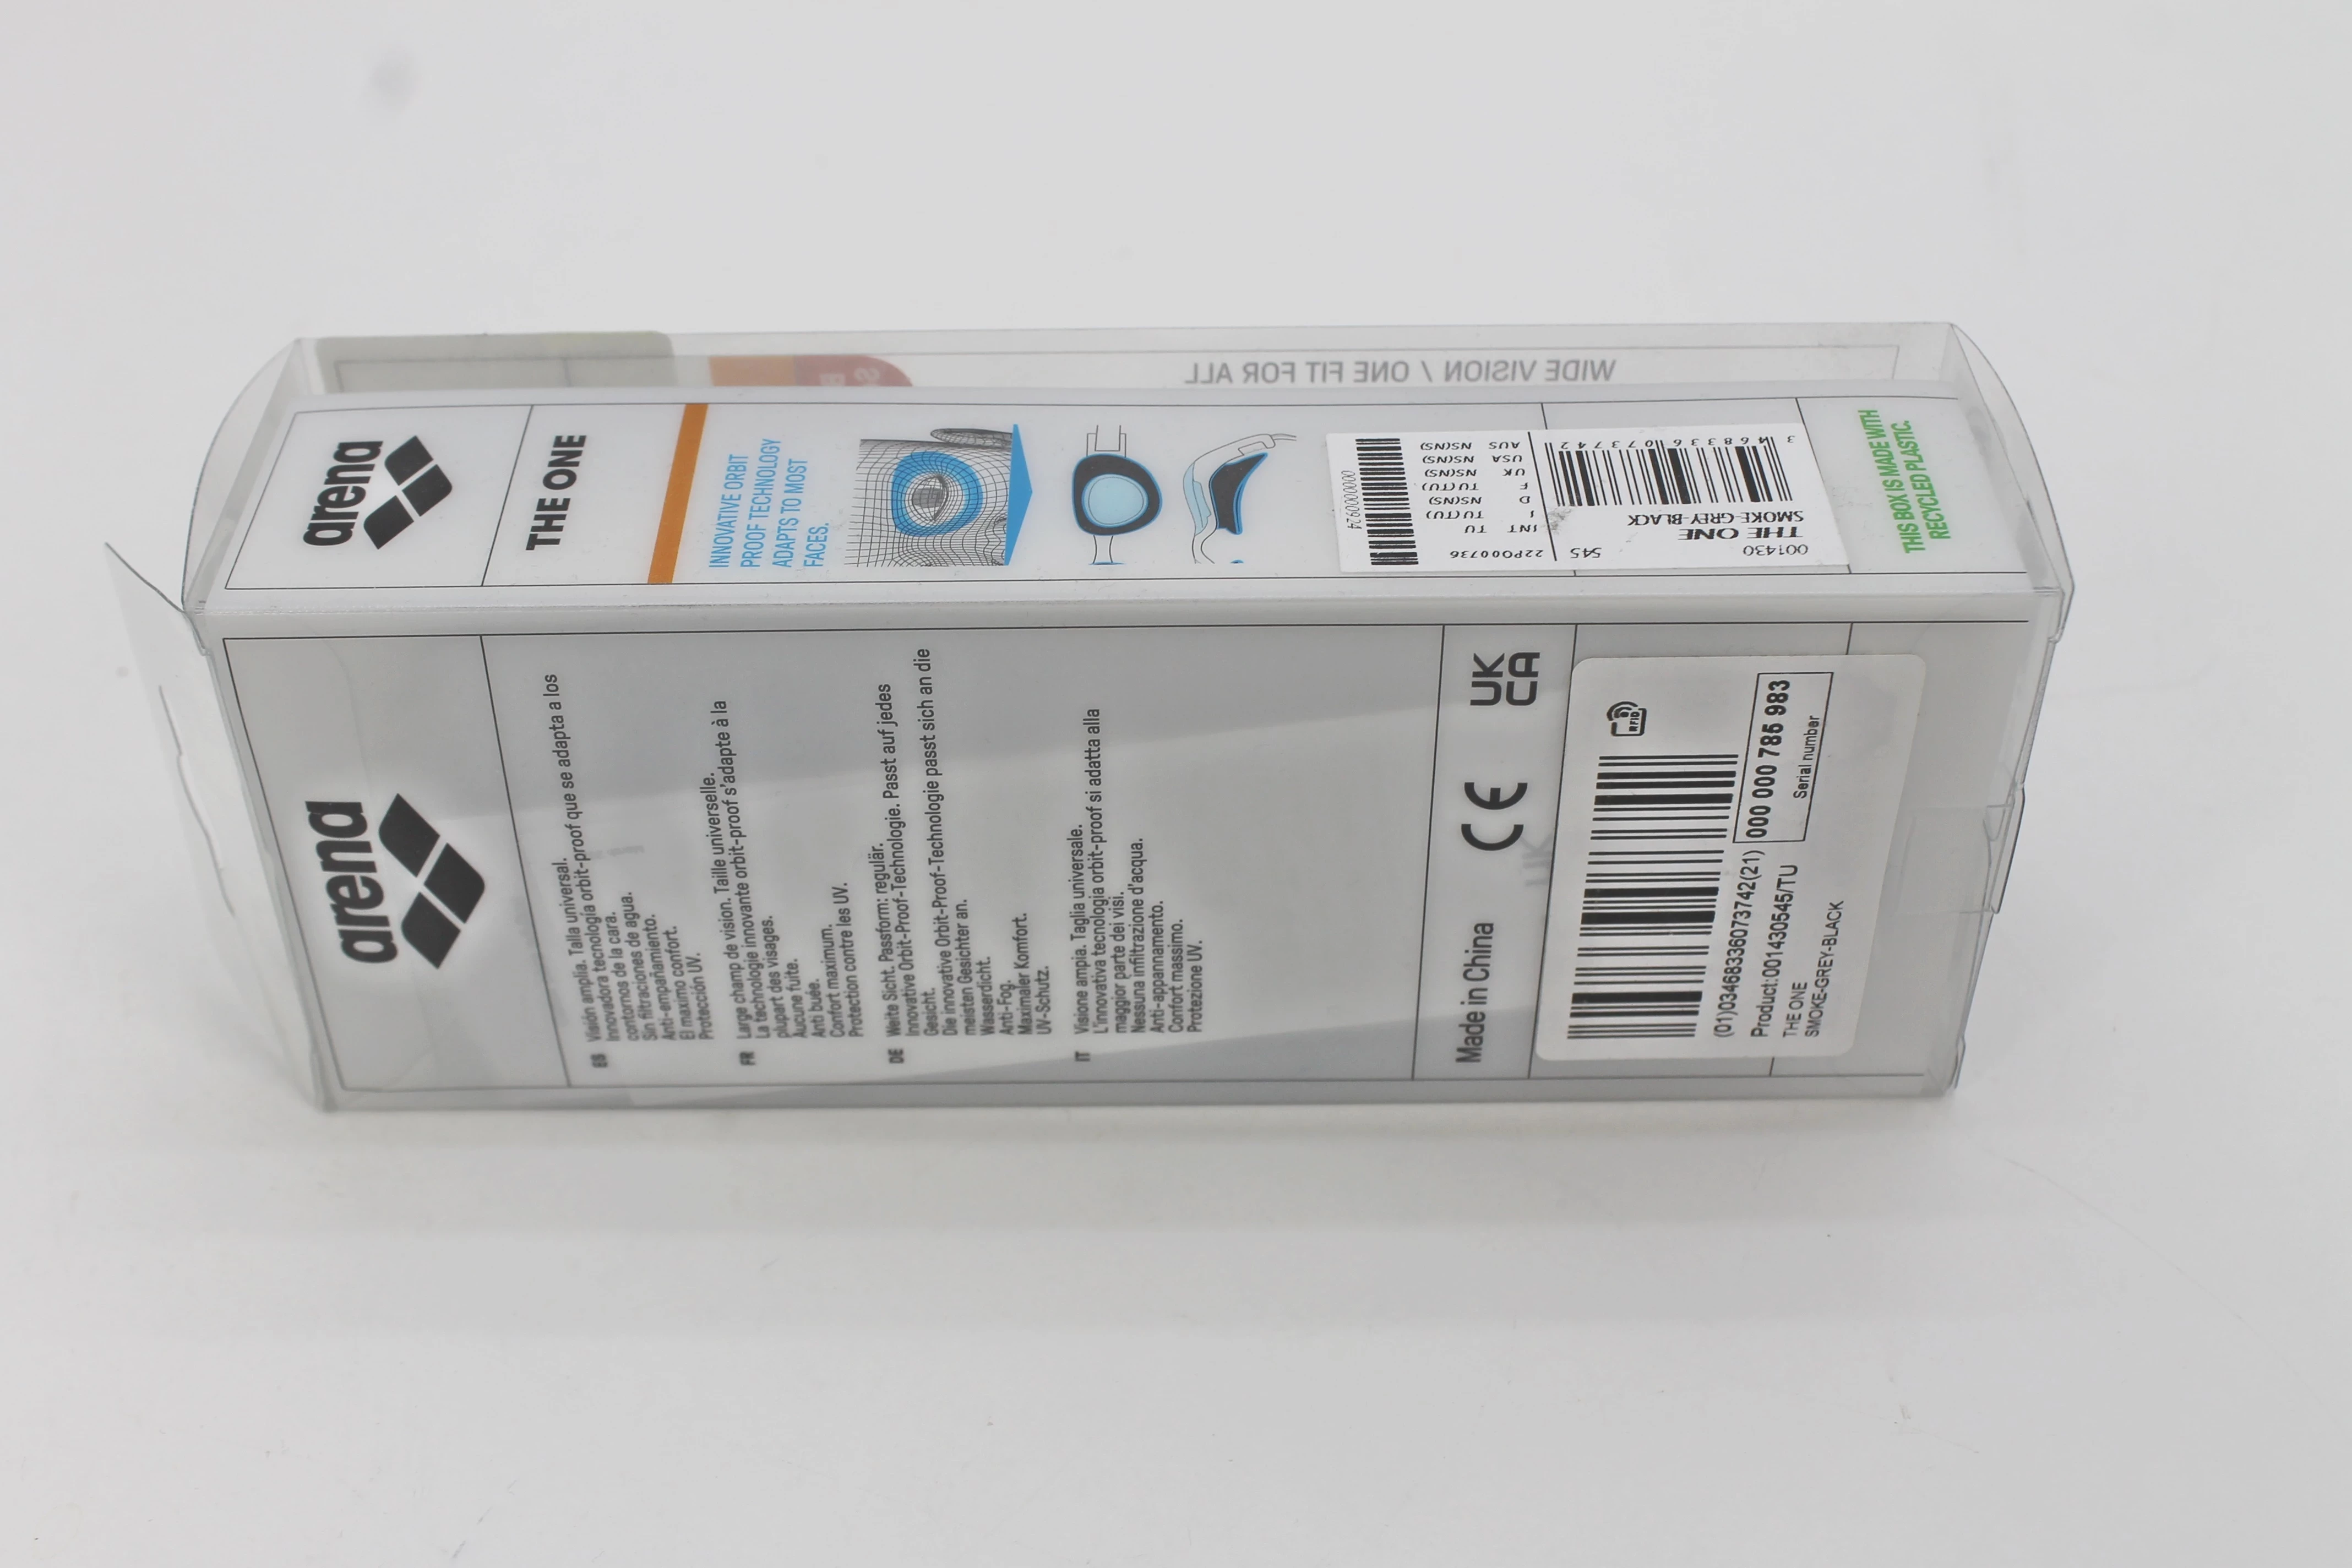 arena
THE ONE
INNOVATIVE ORBIT
PROOF TECHNOLOGY
ADAPTS TO MOST
FACES.
0000000924
22PO000736
INT TU
I TU(TU)
D NS(NS)
F TU(TU)
UK NS(NS)
USA NS(NS)
AUS NS(NS)
001430 545
THE ONE
SMOKE-GREY-BLACK
3 468336 073742
THIS BOX IS MADE WITH
RECYCLED PLASTIC.
WIDE VISION / ONE FIT FOR ALL
arena
ES Visión amplia. Talla universal.
Innovadora tecnología orbit-proof que se adapta a los
contornos de la cara.
Sin filtraciones de agua.
Anti-empañamiento.
El maximo confort.
Protección UV.
FR Large champ de vision. Taille universelle.
La technologie innovante orbit-proof s'adapte à la
plupart des visages.
Aucune fuite.
Anti buée.
Confort maximum.
Protection contre les UV.
DE Weite Sicht. Passform: regulär.
Innovative Orbit-Proof-Technologie. Passt auf jedes
Gesicht.
Die innovative Orbit-Proof-Technologie passt sich an die
meisten Gesichter an.
Wasserdicht.
Anti-Fog.
Maximaler Komfort.
UV-Schutz.
IT Visione ampia. Taglia universale.
L'innovativa tecnologia orbit-proof si adatta alla
maggior parte dei visi.
Nessuna infiltrazione d'acqua.
Anti-appannamento.
Confort massimo.
Protezione UV.
Made in China CE UK
CA
RFID
(01)03468336073742(21) 000 000 786 983
Serial number
Product:001430545/TU
THE ONE
SMOKE-GREY-BLACK